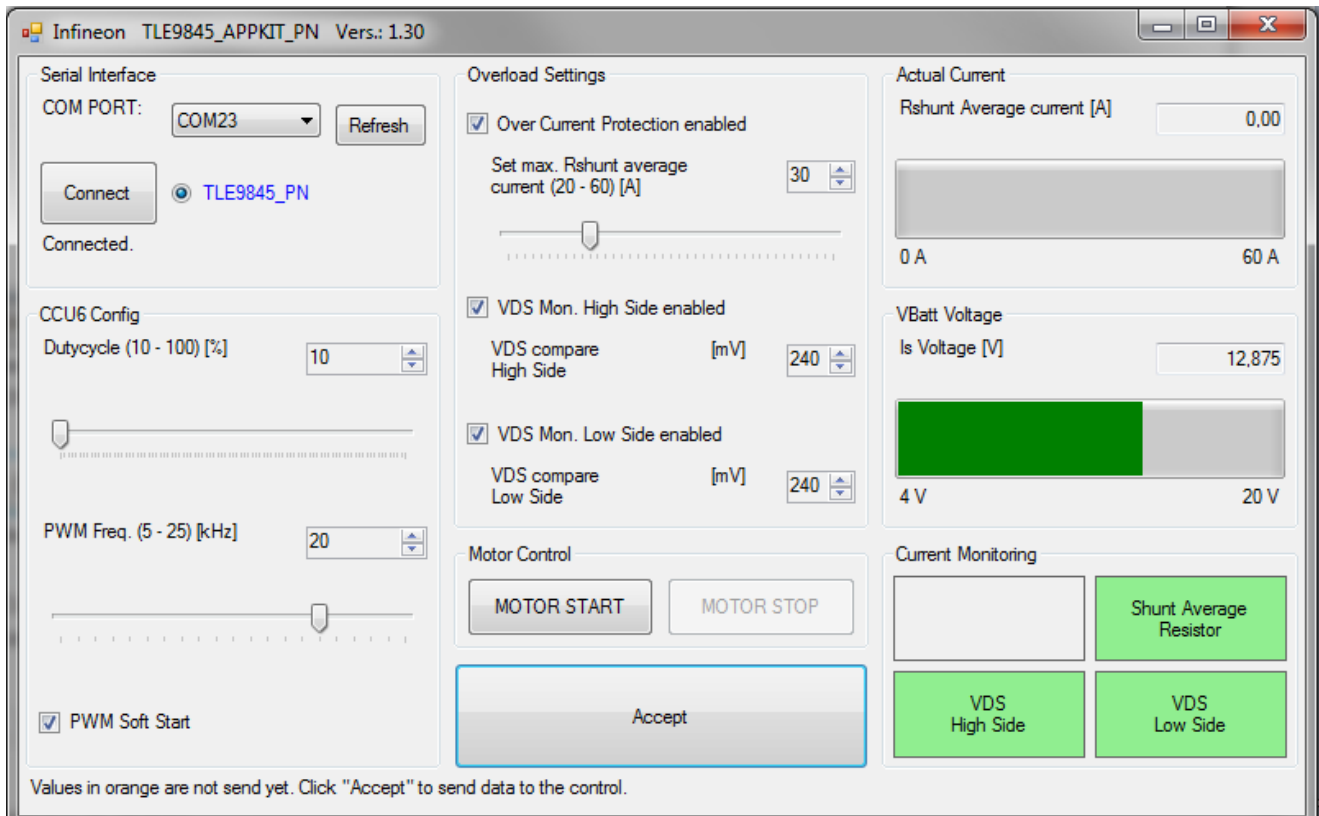 Infineon TLE9845_APPKIT_PN Vers.: 1.30
Serial Interface
COM PORT:
COM23
Refresh
Connect
TLE9845_PN
Connected.
CCU6 Config
Dutycycle (10 - 100) [%]
10
PWM Freq. (5 - 25) [kHz]
20
PWM Soft Start
Overload Settings
Over Current Protection enabled
Set max. Rshunt average
current (20 - 60) [A]
30
VDS Mon. High Side enabled
VDS compare [mV]
High Side
240
VDS Mon. Low Side enabled
VDS compare [mV]
Low Side
240
Motor Control
MOTOR START
MOTOR STOP
Accept
Actual Current
Rshunt Average current [A]
0,00
0 A
60 A
VBatt Voltage
Is Voltage [V]
12,875
4 V
20 V
Current Monitoring
Shunt Average
Resistor
VDS
High Side
VDS
Low Side
Values in orange are not send yet. Click "Accept" to send data to the control.